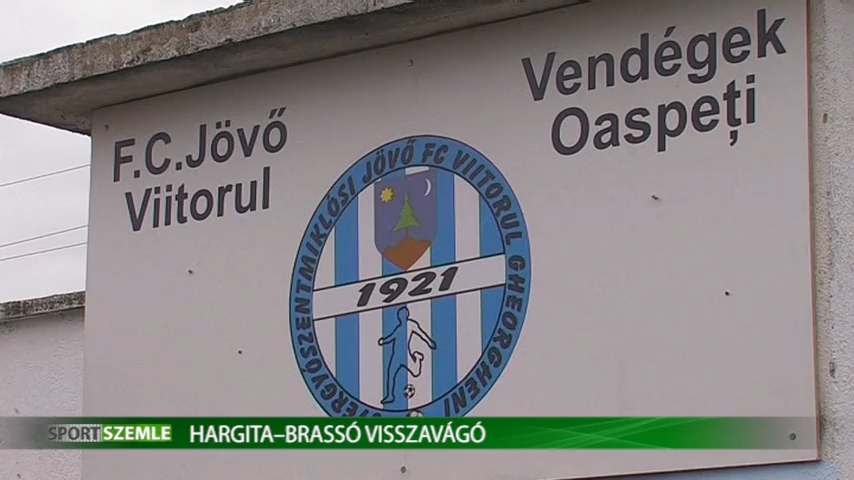 F.C.Jövő
Viitorul
Vendégek
Oaspeți
GYERGYÓSZENTMIKLÓSI JÖVŐ FC VIITORUL GHEORGHENI
1921
SPORTSZEMLE
HARGITA–BRASSÓ VISSZAVÁGÓ